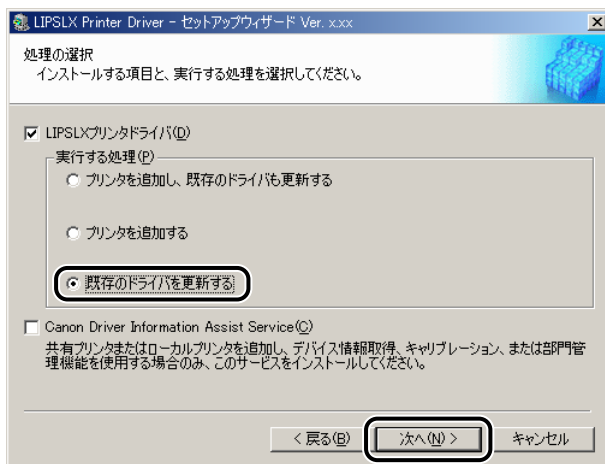 LIPSLX Printer Driver - セットアップウィザード Ver. x.xx
処理の選択
インストールする項目と、実行する処理を選択してください。
LIPSLXプリンタドライバ(D)
実行する処理(P)
プリンタを追加し、既存のドライバも更新する
プリンタを追加する
既存のドライバを更新する
Canon Driver Information Assist Service(C)
共有プリンタまたはローカルプリンタを追加し、デバイス情報取得、キャリブレーション、または部門管
理機能を使用する場合のみ、このサービスをインストールしてください。
< 戻る(B) 次へ(N) > キャンセル